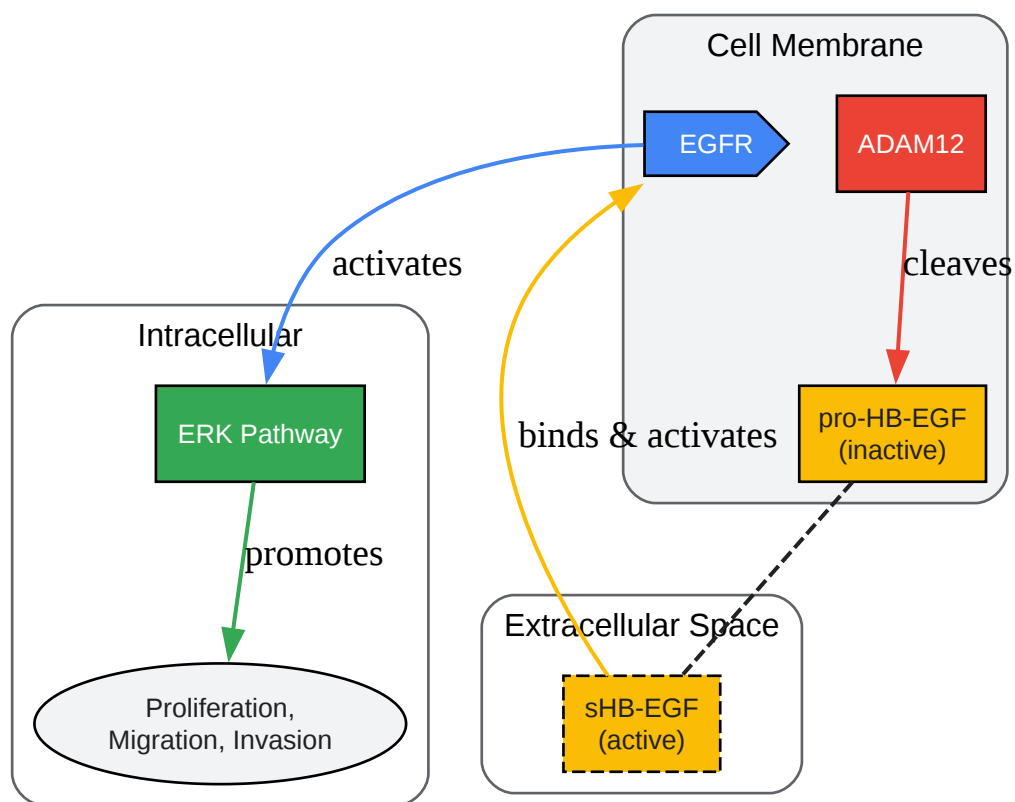 Cell Membrane
EGFR
ADAM12
activates
cleaves
Intracellular
ERK Pathway
pro-HB-EGF
(inactive)
binds & activates
promotes
Extracellular Space
sHB-EGF
(active)
Proliferation,
Migration, Invasion